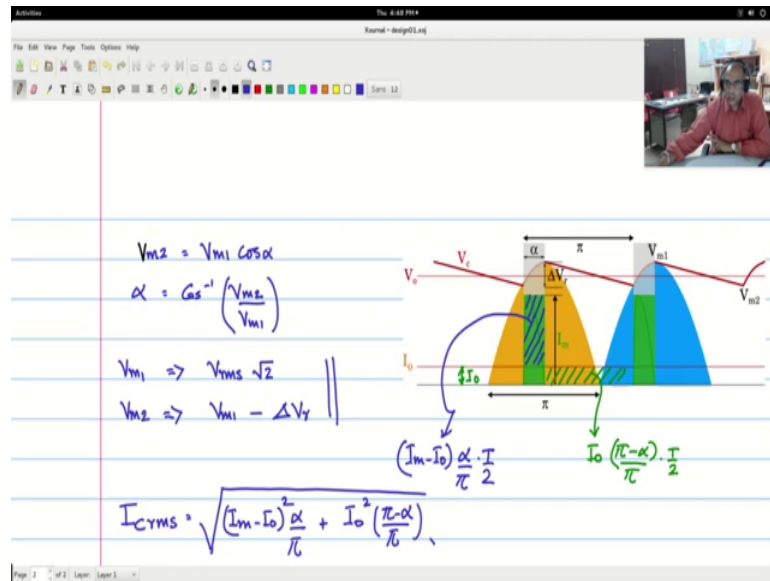 Activities
Thu 4:48 PM
Xournal - design01.xoj
File Edit View Page Tools Options Help
T
Sans 12
Vm2 = Vm1 Cosα
α = Cos⁻¹ (Vm2/Vm1)
Vm1 => Vrms √2
Vm2 => Vm1 - ΔVr
α
π
Vm1
Vc
Vo
ΔVr
Vm2
Im
Io
Io
π
(Im-Io) α/π · T/2
Io (π-α)/π · T/2
ICrms = √((Im-Io)² α/π + Io² (π-α)/π)
Page 2 of 2 Layer: Layer 1